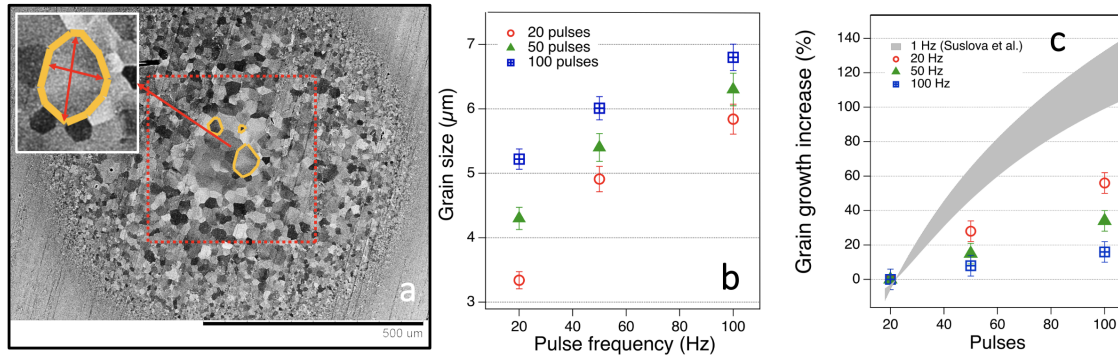 a
500 um
20 pulses
50 pulses
100 pulses
7
6
5
4
3
Grain size (µm)
20
40
60
80
100
Pulse frequency (Hz)
b
1 Hz (Suslova et al.)
20 Hz
50 Hz
100 Hz
c
140
120
100
80
60
40
20
0
Grain growth increase (%)
20
40
60
80
100
Pulses